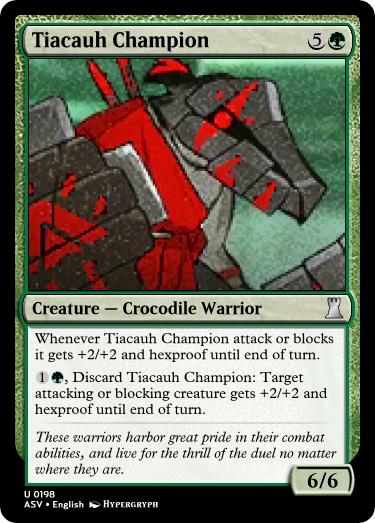 Tiacauh Champion 5
Creature — Crocodile Warrior
Whenever Tiacauh Champion attack or blocks
it gets +2/+2 and hexproof until end of turn.
1, Discard Tiacauh Champion: Target
attacking or blocking creature gets +2/+2 and
hexproof until end of turn.
These warriors harbor great pride in their combat
abilities, and live for the thrill of the duel no matter
where they are.
6/6
U 0198
ASV • English HYPERGRYPH